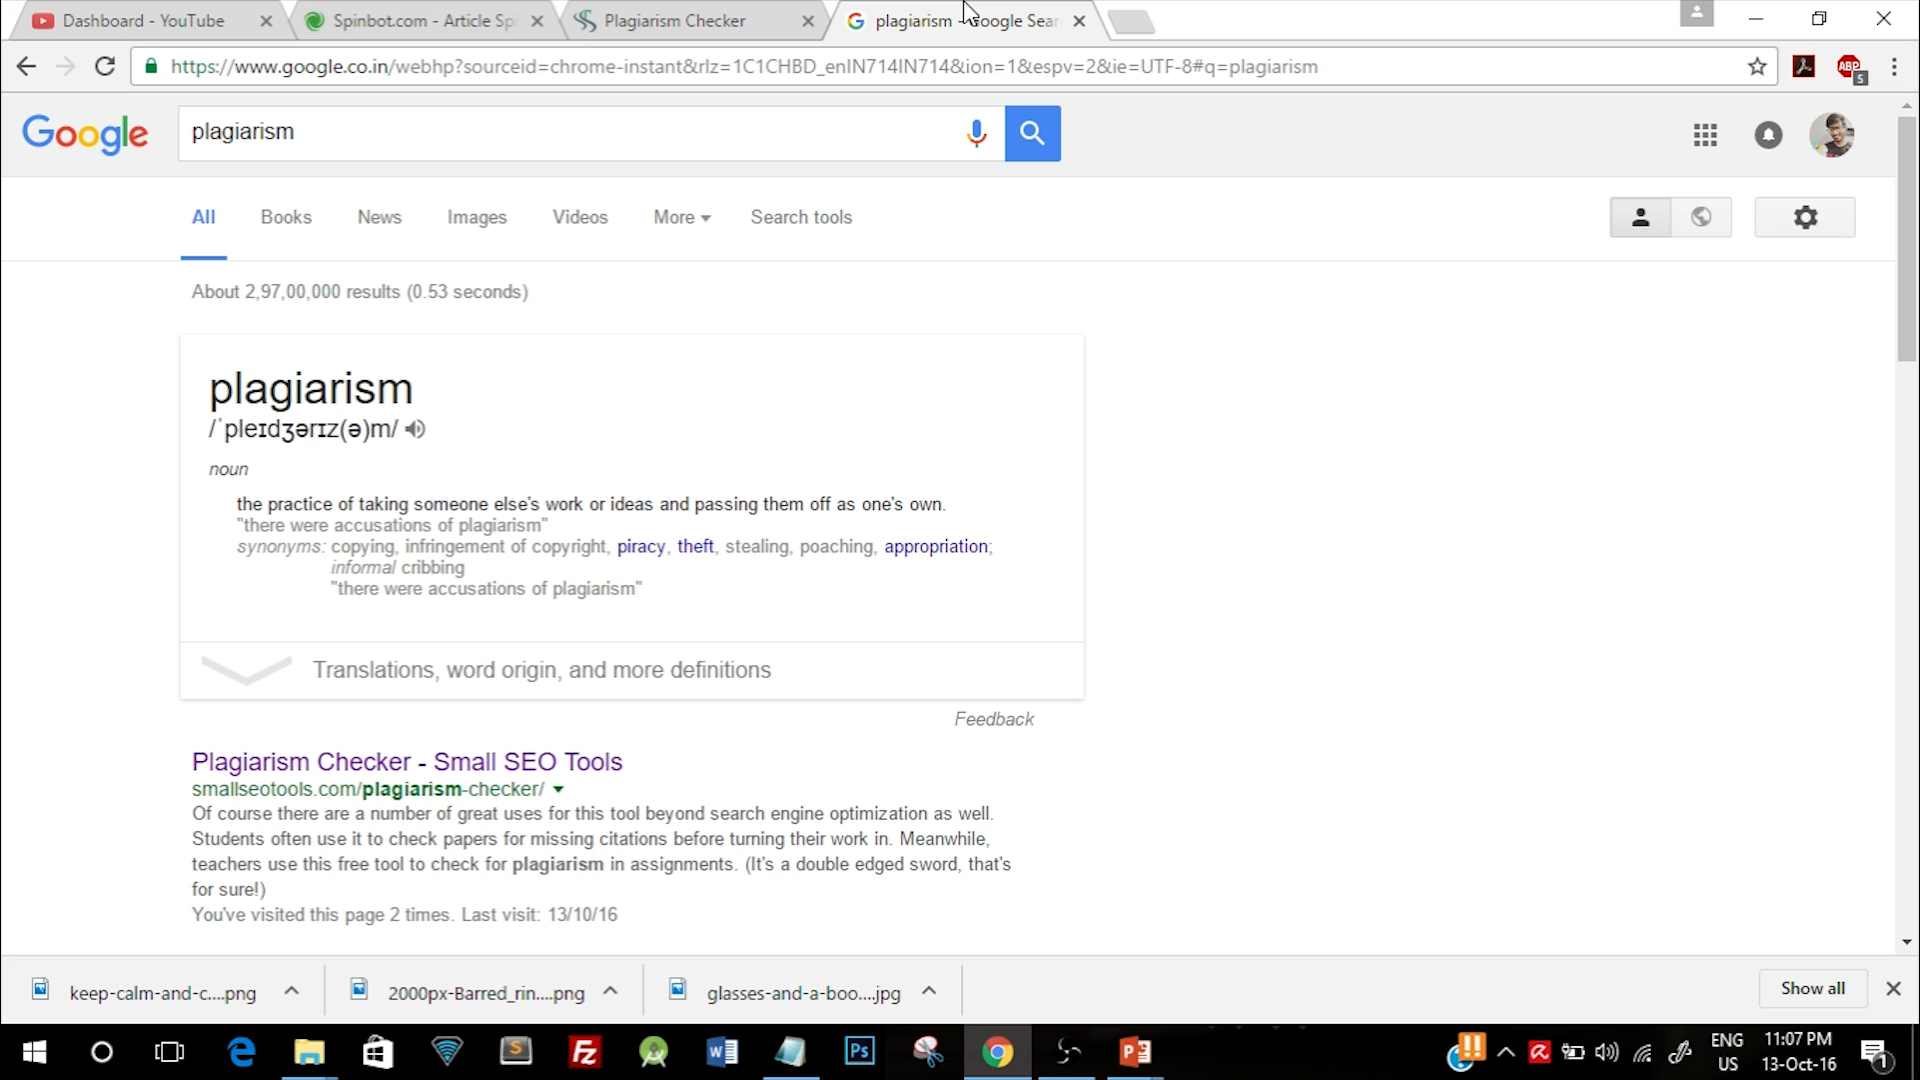 Dashboard - YouTube
Spinbot.com - Article Sp
Plagiarism Checker
plagiarism - Google Sear
https://www.google.co.in/webhp?sourceid=chrome-instant&rlz=1C1CHBD_enIN714IN714&ion=1&espv=2&ie=UTF-8#q=plagiarism
ABP
5
Google
plagiarism
All Books News Images Videos More Search tools
About 2,97,00,000 results (0.53 seconds)
plagiarism
/ˈpleɪdʒərɪz(ə)m/
noun
the practice of taking someone else's work or ideas and passing them off as one's own.
"there were accusations of plagiarism"
synonyms: copying, infringement of copyright, piracy, theft, stealing, poaching, appropriation;
informal cribbing
"there were accusations of plagiarism"
Translations, word origin, and more definitions
Feedback
Plagiarism Checker - Small SEO Tools
smallseotools.com/plagiarism-checker/
Of course there are a number of great uses for this tool beyond search engine optimization as well.
Students often use it to check papers for missing citations before turning their work in. Meanwhile,
teachers use this free tool to check for plagiarism in assignments. (It's a double edged sword, that's
for sure!)
You've visited this page 2 times. Last visit: 13/10/16
keep-calm-and-c....png
2000px-Barred_rin....png
glasses-and-a-boo....jpg
Show all
ENG
US
11:07 PM
13-Oct-16
1